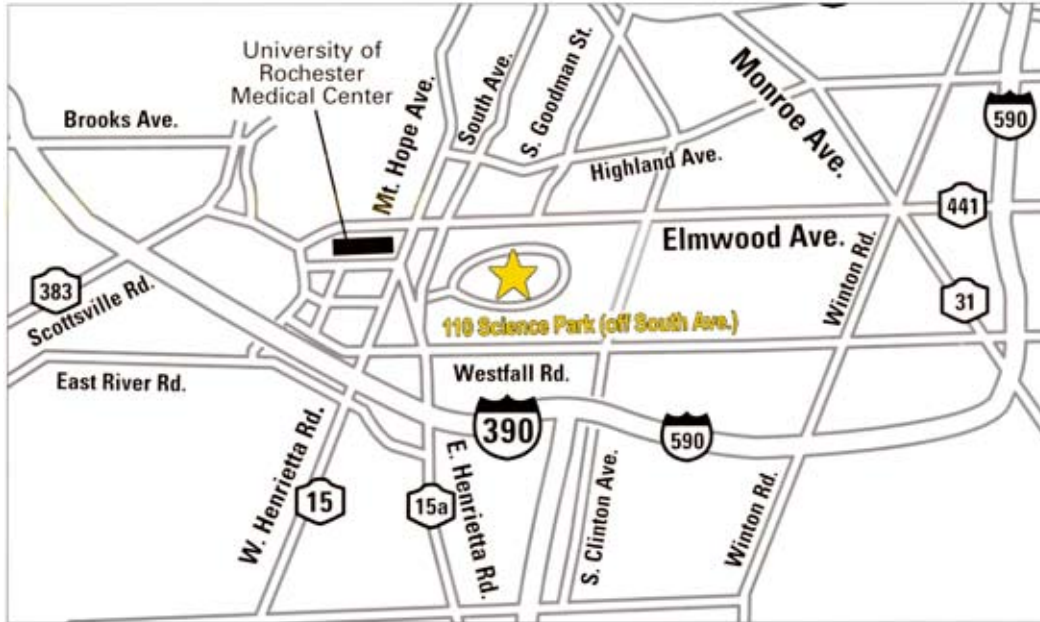 University of
Rochester
Medical Center
Brooks Ave.
Mt. Hope Ave.
South Ave.
S. Goodman St.
Monroe Ave.
590
Highland Ave.
441
Elmwood Ave.
383
Scottsville Rd.
Winton Rd.
31
110 Science Park (off South Ave.)
East River Rd.
Westfall Rd.
390
590
W. Henrietta Rd.
15
15a
E. Henrietta Rd.
S. Clinton Ave.
Winton Rd.